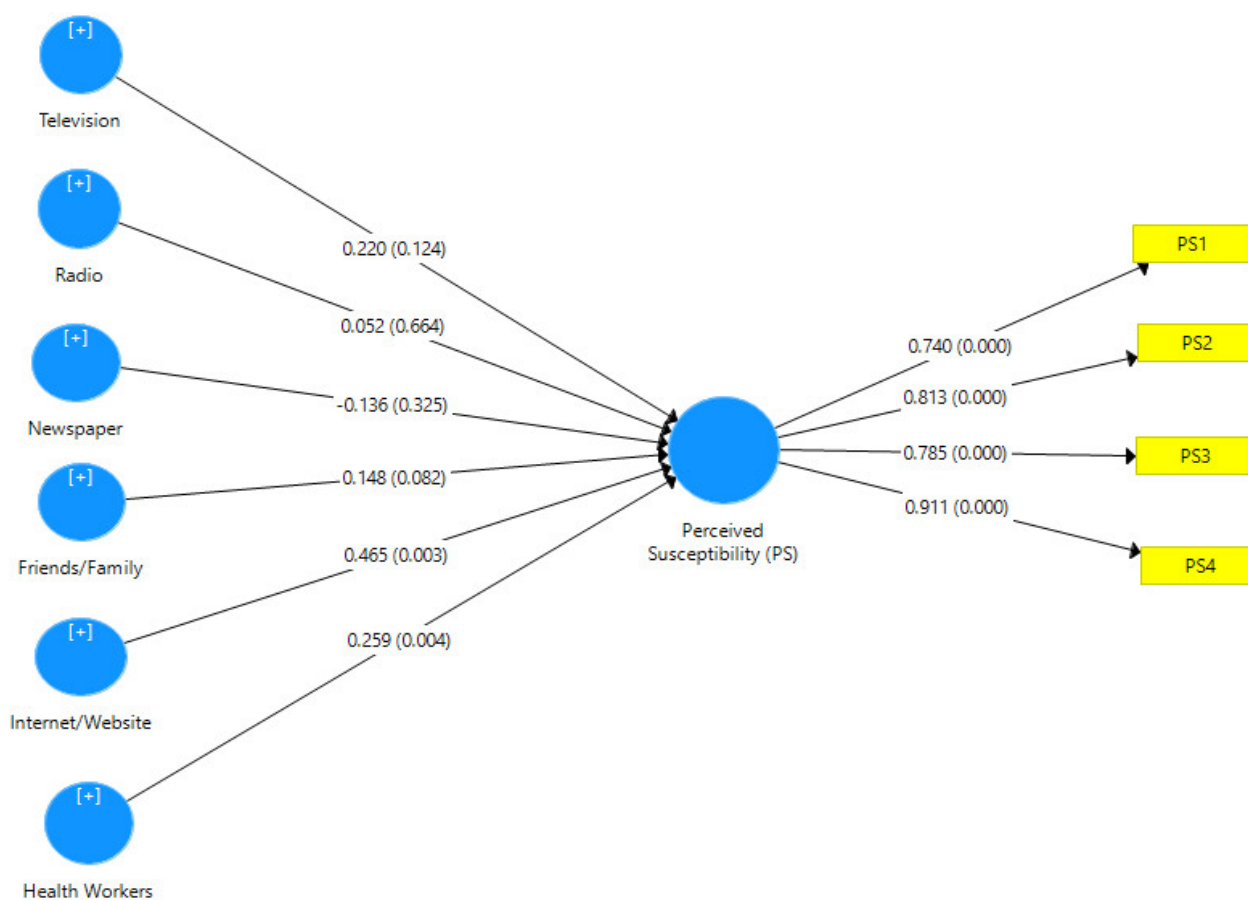 [+]
Television
[+]
Radio
[+]
Newspaper
[+]
Friends/Family
[+]
Internet/Website
[+]
Health Workers
0.220 (0.124)
0.052 (0.664)
-0.136 (0.325)
0.148 (0.082)
0.465 (0.003)
0.259 (0.004)
Perceived
Susceptibility (PS)
0.740 (0.000)
0.813 (0.000)
0.785 (0.000)
0.911 (0.000)
PS1
PS2
PS3
PS4